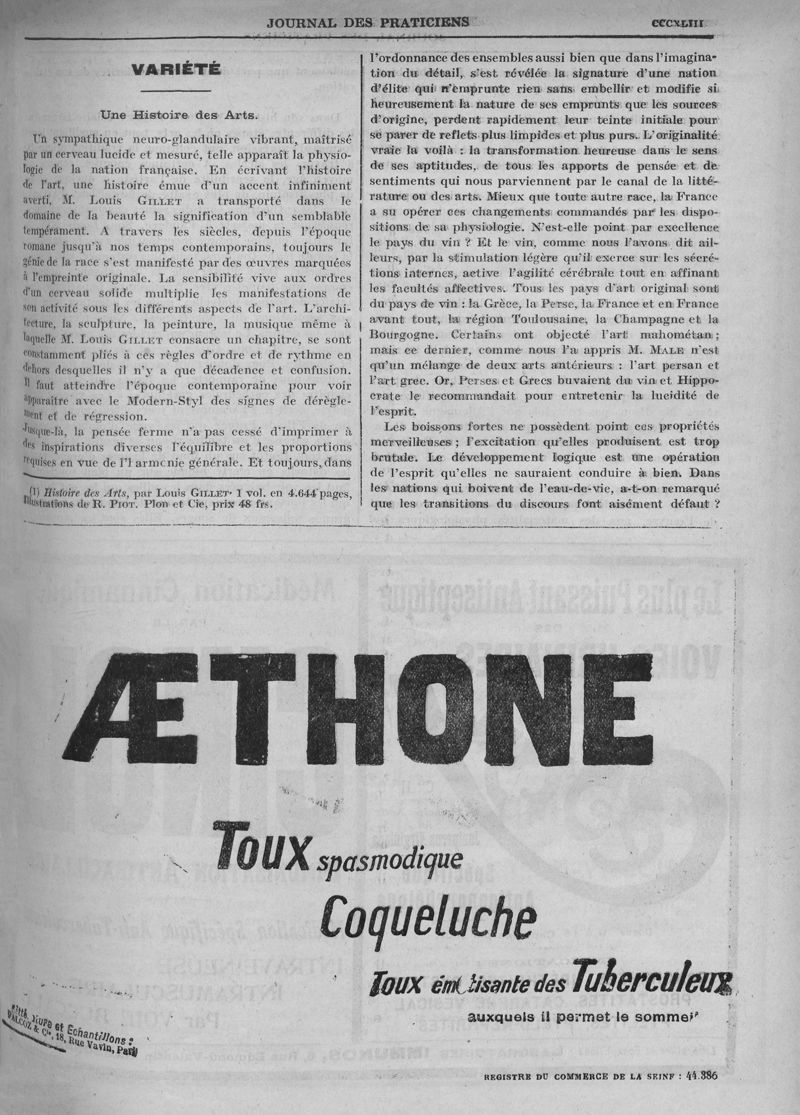 JOURNAL DES PRATICIENS
CCCXLIII
VARIÉTÉ
Une Histoire des Arts.
Un sympathique neuro-glandulaire vibrant, maîtrisé
par un cerveau lucide et mesuré, telle apparaît la physio-
logie de la nation française. En écrivant l'histoire
de l'art, une histoire émue d'un accent infiniment
averti, M. Louis GILLET a transporté dans le
domaine de la beauté la signification d'un semblable
tempérament. A travers les siècles, depuis l'époque
romane jusqu'à nos temps contemporains, toujours le
génie de la race s'est manifesté par des œuvres marquées
à l'empreinte originale. La sensibilité vive aux ordres
d'un cerveau solide multiplie les manifestations de
son activité sous les différents aspects de l'art. L'archi-
tecture, la sculpture, la peinture, la musique même à
laquelle M. Louis GILLET consacre un chapitre, se sont
constamment pliés à ces règles d'ordre et de rythme en
dehors desquelles il n'y a que décadence et confusion.
Il faut atteindre l'époque contemporaine pour voir
apparaître avec le Modern-Styl des signes de dérègle-
ment et de régression.
Jusque-là, la pensée ferme n'a pas cessé d'imprimer à
des inspirations diverses l'équilibre et les proportions
requises en vue de l'l armcnie générale. Et toujours, dans
(1) Histoire des Arts, par Louis GILLET. 1 vol. en 4.644 pages,
illustrations de R. PIOT. Plon et Cie, prix 48 frs.
l'ordonnance des ensembles aussi bien que dans l'imagina-
tion du détail, s'est révélée la signature d'une nation
d'élite qui n'emprunte rien sans embellir et modifie si
heureusement la nature de ses emprunts que les sources
d'origine, perdent rapidement leur teinte initiale pour
se parer de reflets plus limpides et plus purs. L'originalité
vraie la voilà : la transformation heureuse dans le sens
de ses aptitudes, de tous les apports de pensée et de
sentiments qui nous parviennent par le canal de la litté-
rature ou des arts. Mieux que toute autre race, la France
a su opérer ces changements commandés par les dispo-
sitions de sa physiologie. N'est-elle point par excellence
le pays du vin ? Et le vin, comme nous l'avons dit ail-
leurs, par la stimulation légère qu'il exerce sur les sécré-
tions internes, active l'agilité cérébrale tout en affinant
les facultés affectives. Tous les pays d'art original sont
du pays de vin : la Grèce, la Perse, la France et en France
avant tout, la région Toulousaine, la Champagne et la
Bourgogne. Certains ont objecté l'art mahométan ;
mais ce dernier, comme nous l'a appris M. MALE n'est
qu'un mélange de deux arts antérieurs : l'art persan et
l'art grec. Or, Perses et Grecs buvaient du vin et Hippo-
crate le recommandait pour entretenir la lucidité de
l'esprit.
Les boissons fortes ne possèdent point ces propriétés
merveilleuses ; l'excitation qu'elles produisent est trop
brutale. Le développement logique est une opération
de l'esprit qu'elles ne sauraient conduire à bien. Dans
les nations qui boivent de l'eau-de-vie, a-t-on remarqué
que les transitions du discours font aisément défaut ?
ÆTHONE
Toux spasmodique
Coqueluche
Toux émétisante des Tuberculeux
auxquels il permet le sommeil
et Echantillons :
& Cie, 18, Rue Vavin, Paris
REGISTRE DU COMMERCE DE LA SEINE : 44.386